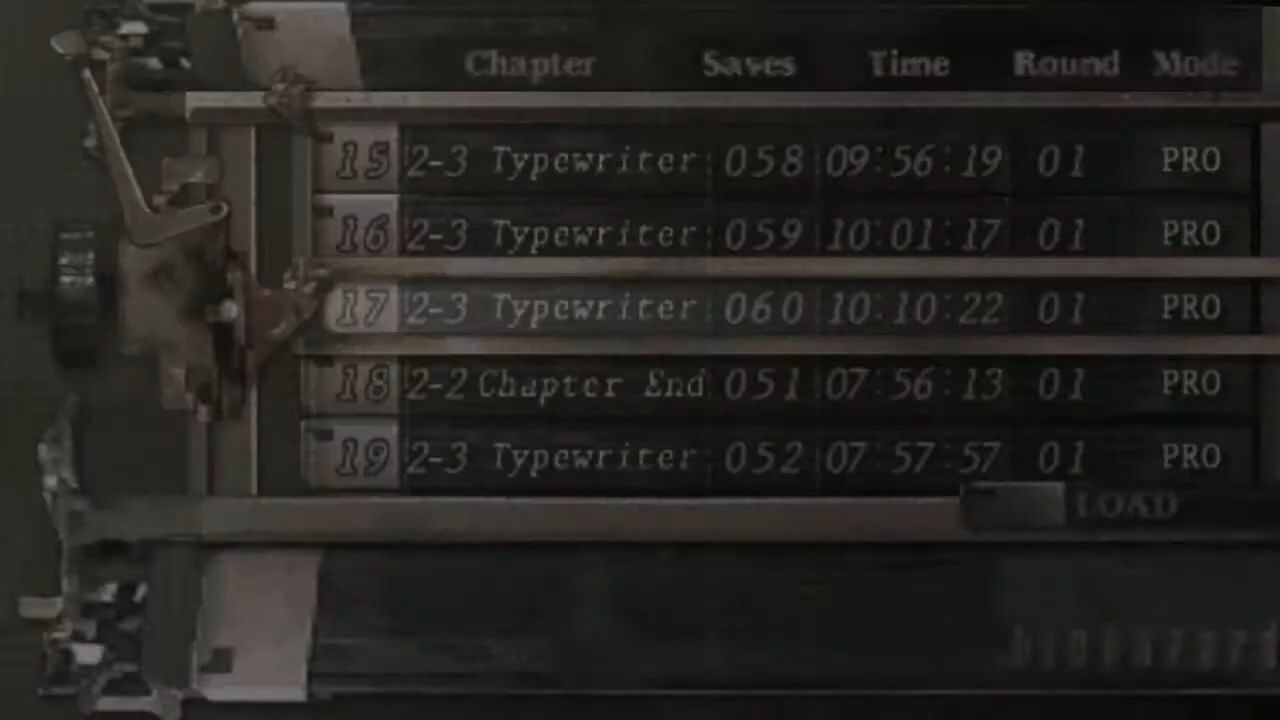 Chapter Saves Time Round Mode
15 2-3 Typewriter 058 09:56:19 01 PRO
16 2-3 Typewriter 059 10:01:17 01 PRO
17 2-3 Typewriter 060 10:10:22 01 PRO
18 2-2 Chapter End 051 07:56:13 01 PRO
19 2-3 Typewriter 052 07:57:57 01 PRO
LOAD